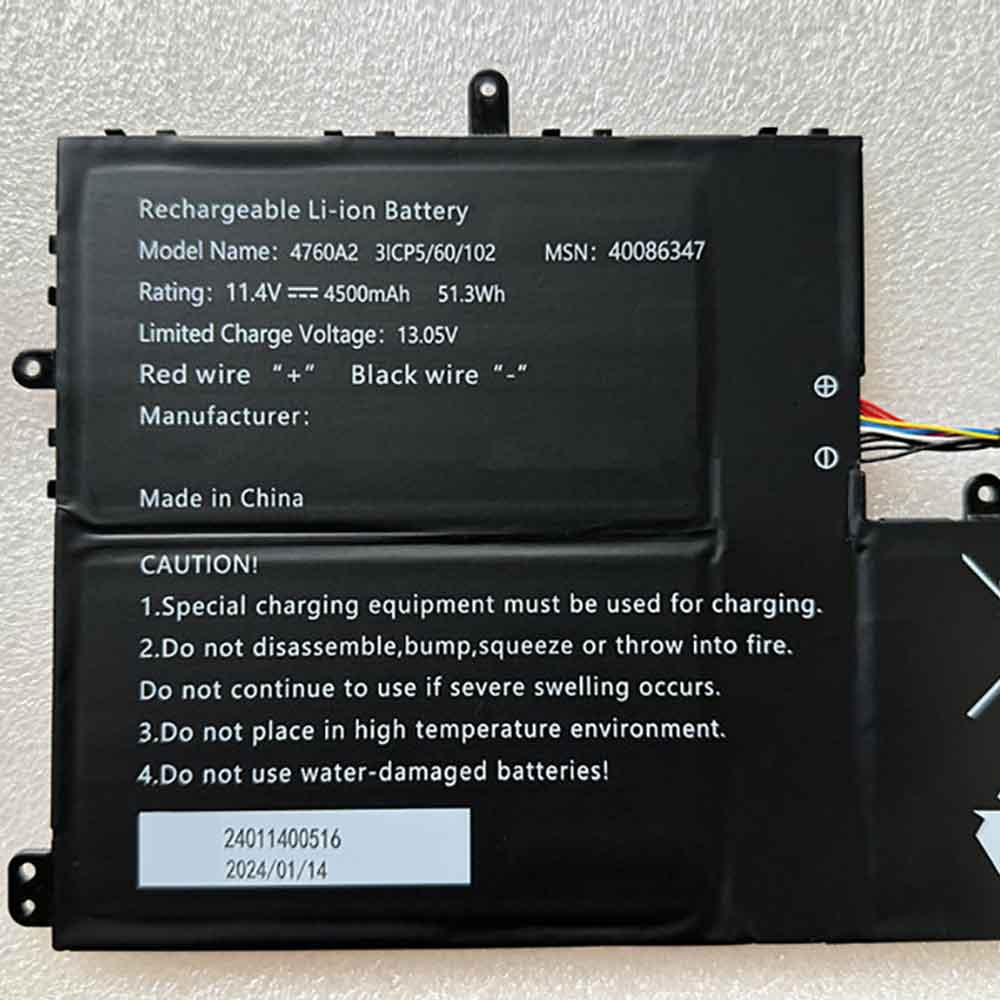 Rechargeable Li-ion Battery
Model Name: 4760A2 3ICP5/60/102 MSN: 40086347
Rating: 11.4V⎓4500mAh 51.3Wh
Limited Charge Voltage: 13.05V
Red wire “+” Black wire “-”
Manufacturer:
Made in China
CAUTION!
1.Special charging equipment must be used for charging.
2.Do not disassemble,bump,squeeze or throw into fire.
Do not continue to use if severe swelling occurs.
3.Do not place in high temperature environment.
4.Do not use water-damaged batteries!
24011400516
2024/01/14